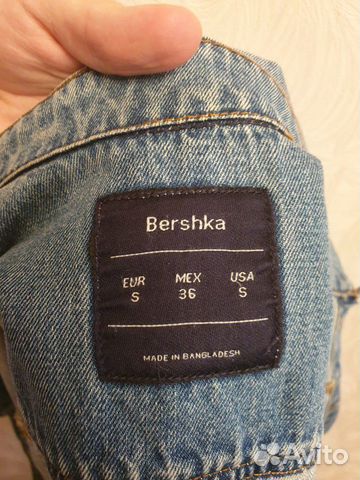 Bershka
EUR MEX USA
S 36 S
MADE IN BANGLADESH
Avito